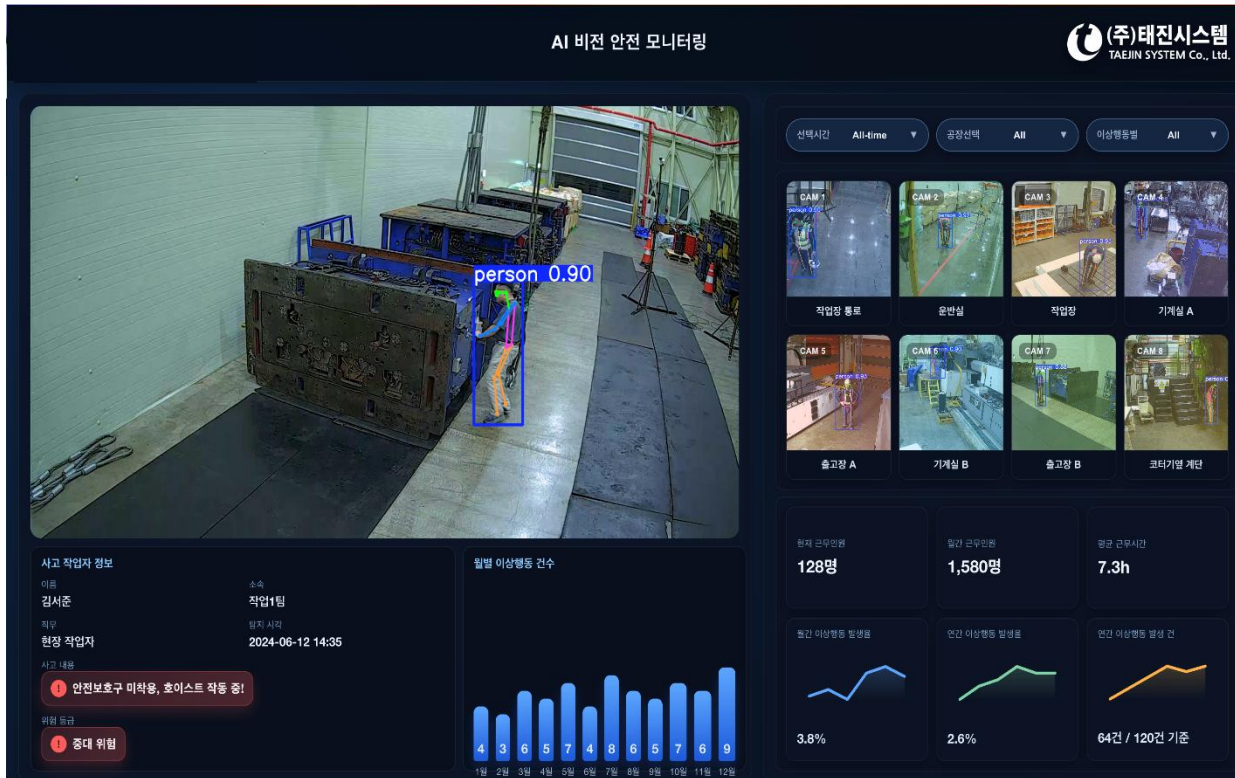 AI 비전 안전 모니터링
(주)태진시스템
TAEJIN SYSTEM Co., Ltd.
person 0.90
사고 작업자 정보
이름
김서준
소속
작업1팀
직무
현장 작업자
탐지 시각
2024-06-12 14:35
사고 내용
! 안전보호구 미착용, 호이스트 작동 중!
위험 등급
! 중대 위험
월별 이상행동 건수
4 3 6 5 7 4 8 6 5 7 6 9
1월 2월 3월 4월 5월 6월 7월 8월 9월 10월 11월 12월
선택시간 All-time ▼
공장선택 All ▼
이상행동별 All ▼
CAM 1
person 0.90
작업장 통로
CAM 2
운반실
CAM 3
작업장
CAM 4
기계실 A
CAM 5
출고장 A
CAM 6
기계실 B
CAM 7
출고장 B
CAM 8
코터기옆 계단
현재 근무인원
128명
월간 근무인원
1,580명
평균 근무시간
7.3h
월간 이상행동 발생율
3.8%
연간 이상행동 발생율
2.6%
연간 이상행동 발생 건
64건 / 120건 기준